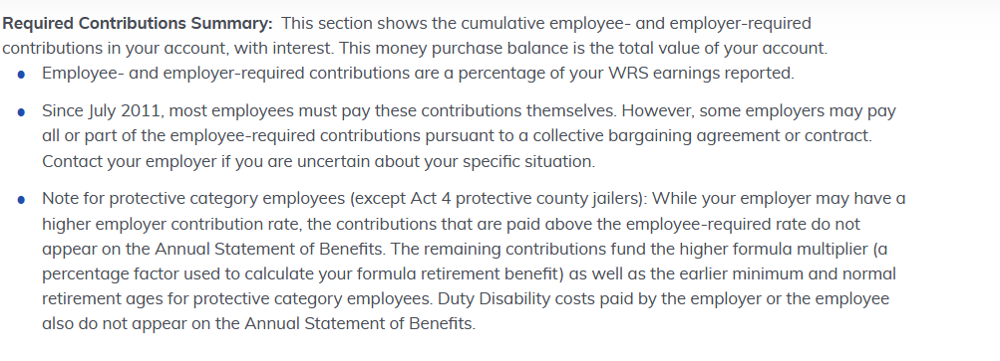 Required Contributions Summary: This section shows the cumulative employee- and employer-required
contributions in your account, with interest. This money purchase balance is the total value of your account.
• Employee- and employer-required contributions are a percentage of your WRS earnings reported.
• Since July 2011, most employees must pay these contributions themselves. However, some employers may pay
all or part of the employee-required contributions pursuant to a collective bargaining agreement or contract.
Contact your employer if you are uncertain about your specific situation.
• Note for protective category employees (except Act 4 protective county jailers): While your employer may have a
higher employer contribution rate, the contributions that are paid above the employee-required rate do not
appear on the Annual Statement of Benefits. The remaining contributions fund the higher formula multiplier (a
percentage factor used to calculate your formula retirement benefit) as well as the earlier minimum and normal
retirement ages for protective category employees. Duty Disability costs paid by the employer or the employee
also do not appear on the Annual Statement of Benefits.